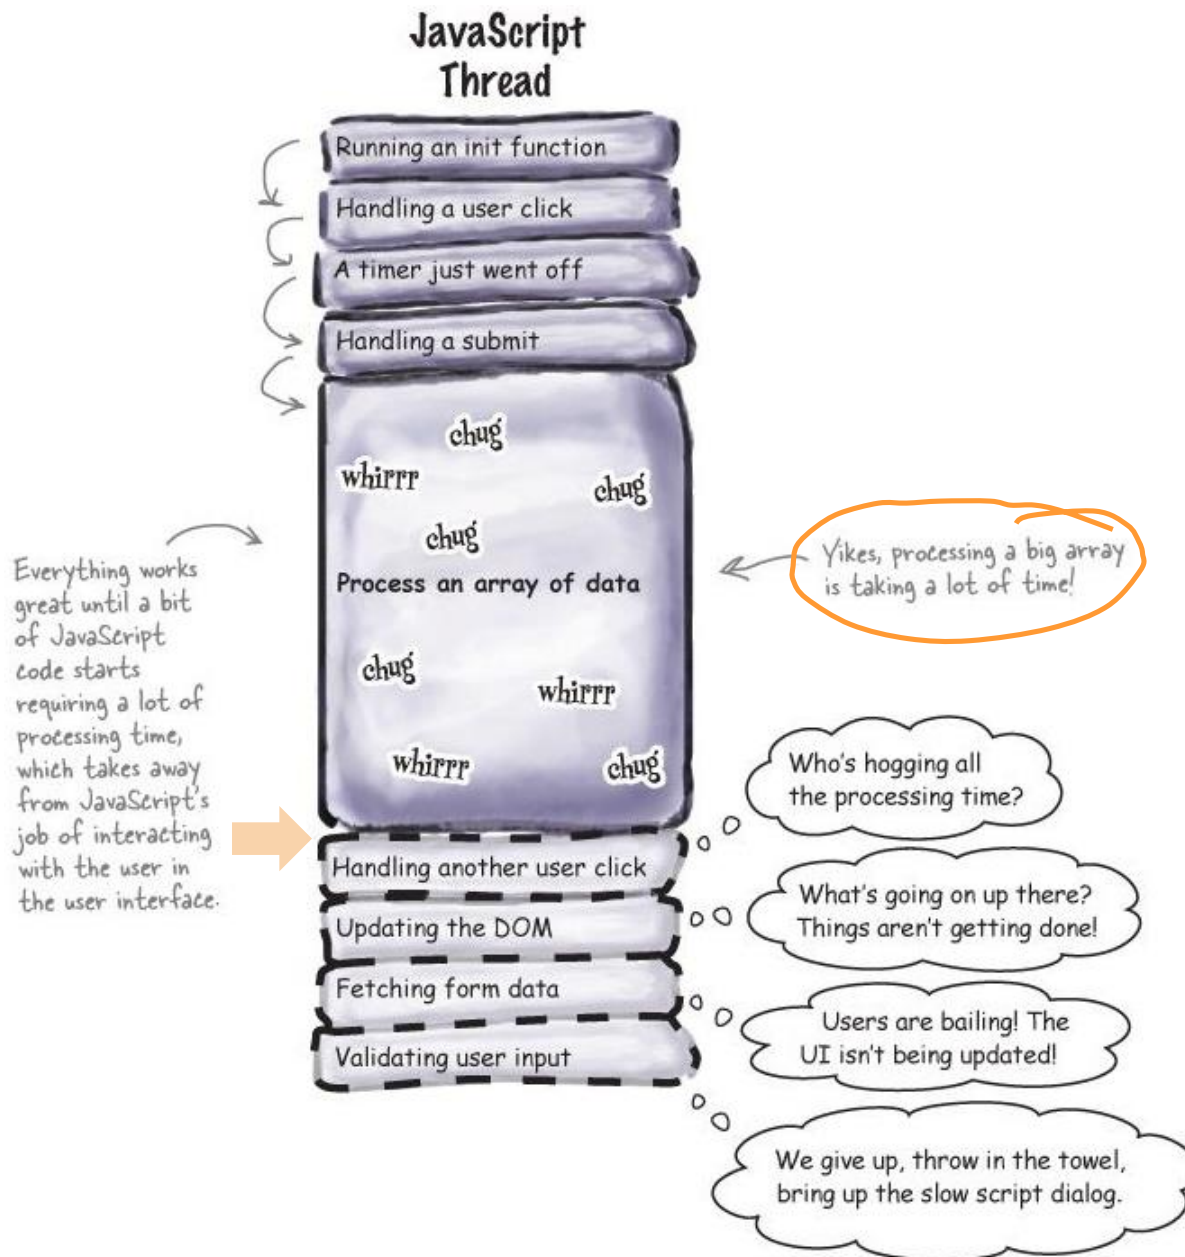 JavaScript
Thread
Running an init function
Handling a user click
A timer just went off
Handling a submit
chug
whirrr
chug
chug
Process an array of data
chug
whirrr
whirrr
chug
Everything works
great until a bit
of JavaScript
code starts
requiring a lot of
processing time,
which takes away
from JavaScript's
job of interacting
with the user in
the user interface.
Yikes, processing a big array
is taking a lot of time!
Handling another user click
Updating the DOM
Fetching form data
Validating user input
Who's hogging all
the processing time?
What's going on up there?
Things aren't getting done!
Users are bailing! The
UI isn't being updated!
We give up, throw in the towel,
bring up the slow script dialog.